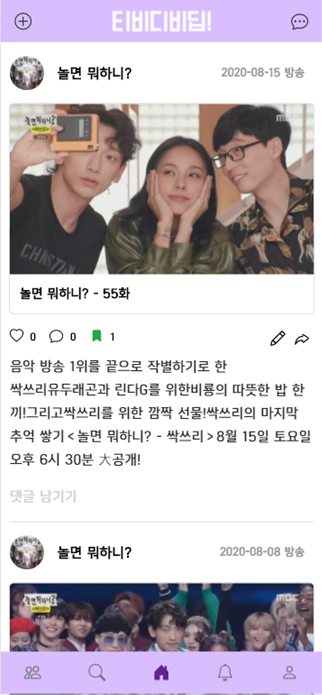 티비디비딥!
놀면 뭐하니?
2020-08-15 방송
놀면 뭐하니?
mbc
CHRISTIAN
놀면 뭐하니? - 55화
0 0 1
음악 방송 1위를 끝으로 작별하기로 한
싹쓰리유두래곤과 린다G를 위한비룡의 따뜻한 밥 한
끼!그리고싹쓰리를 위한 깜짝 선물!싹쓰리의 마지막
추억 쌓기 < 놀면 뭐하니? - 싹쓰리 > 8월 15일 토요일
오후 6시 30분 大공개!
댓글 남기기
놀면 뭐하니?
2020-08-08 방송
놀면 뭐하니?
mbc